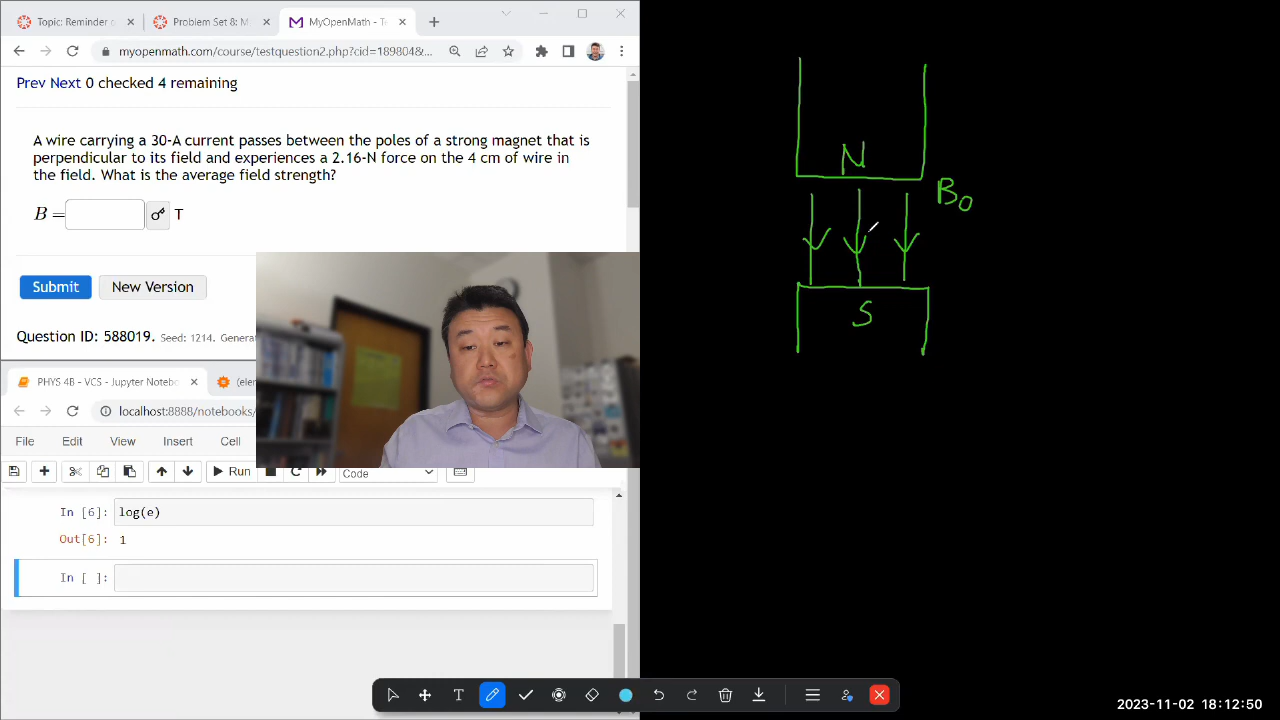 Topic: Reminder o
Problem Set 8: M
MyOpenMath - Te
myopenmath.com/course/testquestion2.php?cid=189804&...
Prev Next 0 checked 4 remaining
A wire carrying a 30-A current passes between the poles of a strong magnet that is
perpendicular to its field and experiences a 2.16-N force on the 4 cm of wire in
the field. What is the average field strength?
B = T
Submit New Version
Question ID: 588019. Seed: 1214. Generat
PHYS 4B - VCS - Jupyter Notebo
(eler
localhost:8888/notebooks/
File Edit View Insert Cell
Run Code
In [6]: log(e)
Out[6]: 1
In [ ]:
N
B0
S
T
2023-11-02 18:12:50